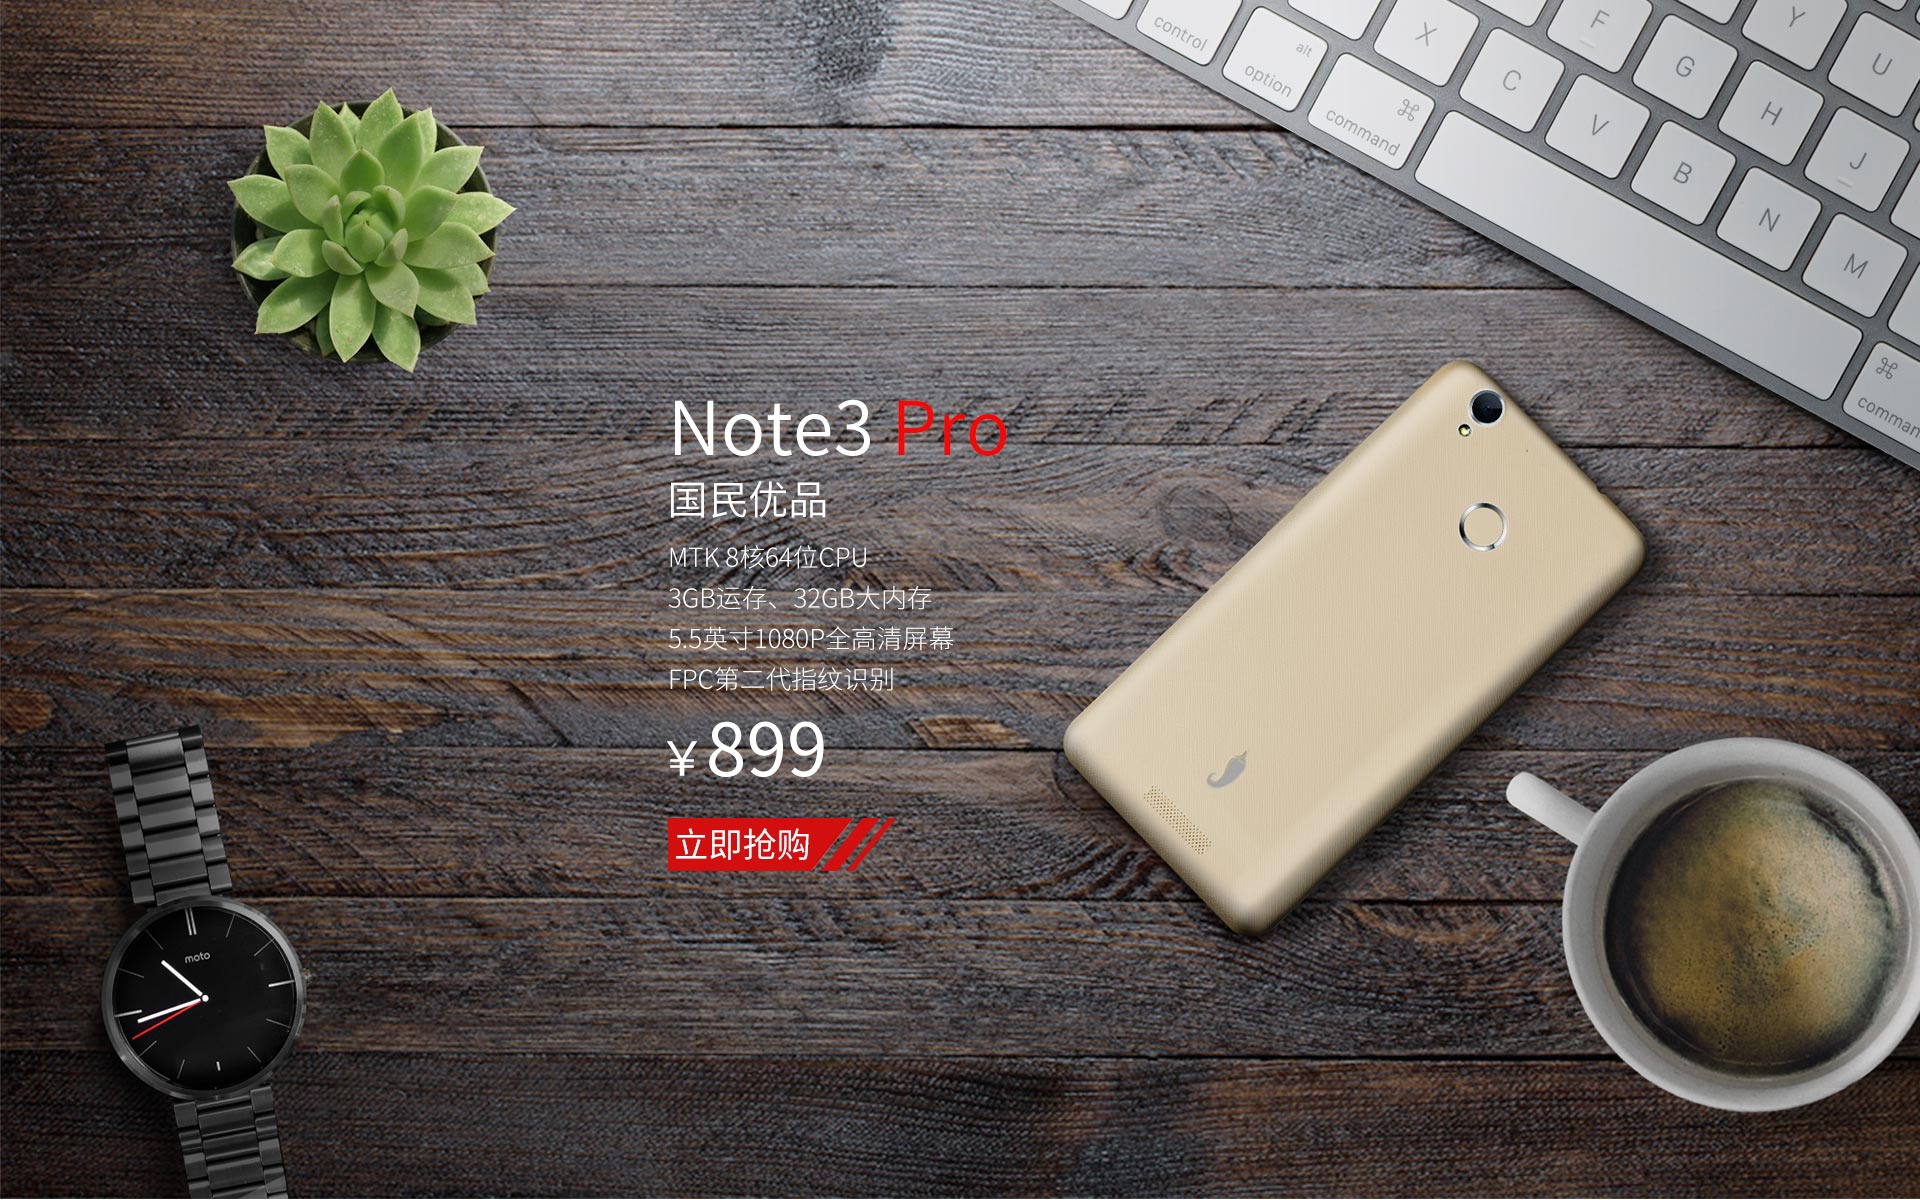 control
alt
option
⌘
command
X
C
V
B
N
M
F
G
H
J
Y
U
⌘
Note3 Pro
国民优品
MTK 8核64位CPU
3GB运存、32GB大内存
5.5英寸1080P全高清屏幕
FPC第二代指纹识别
¥899
立即抢购
moto